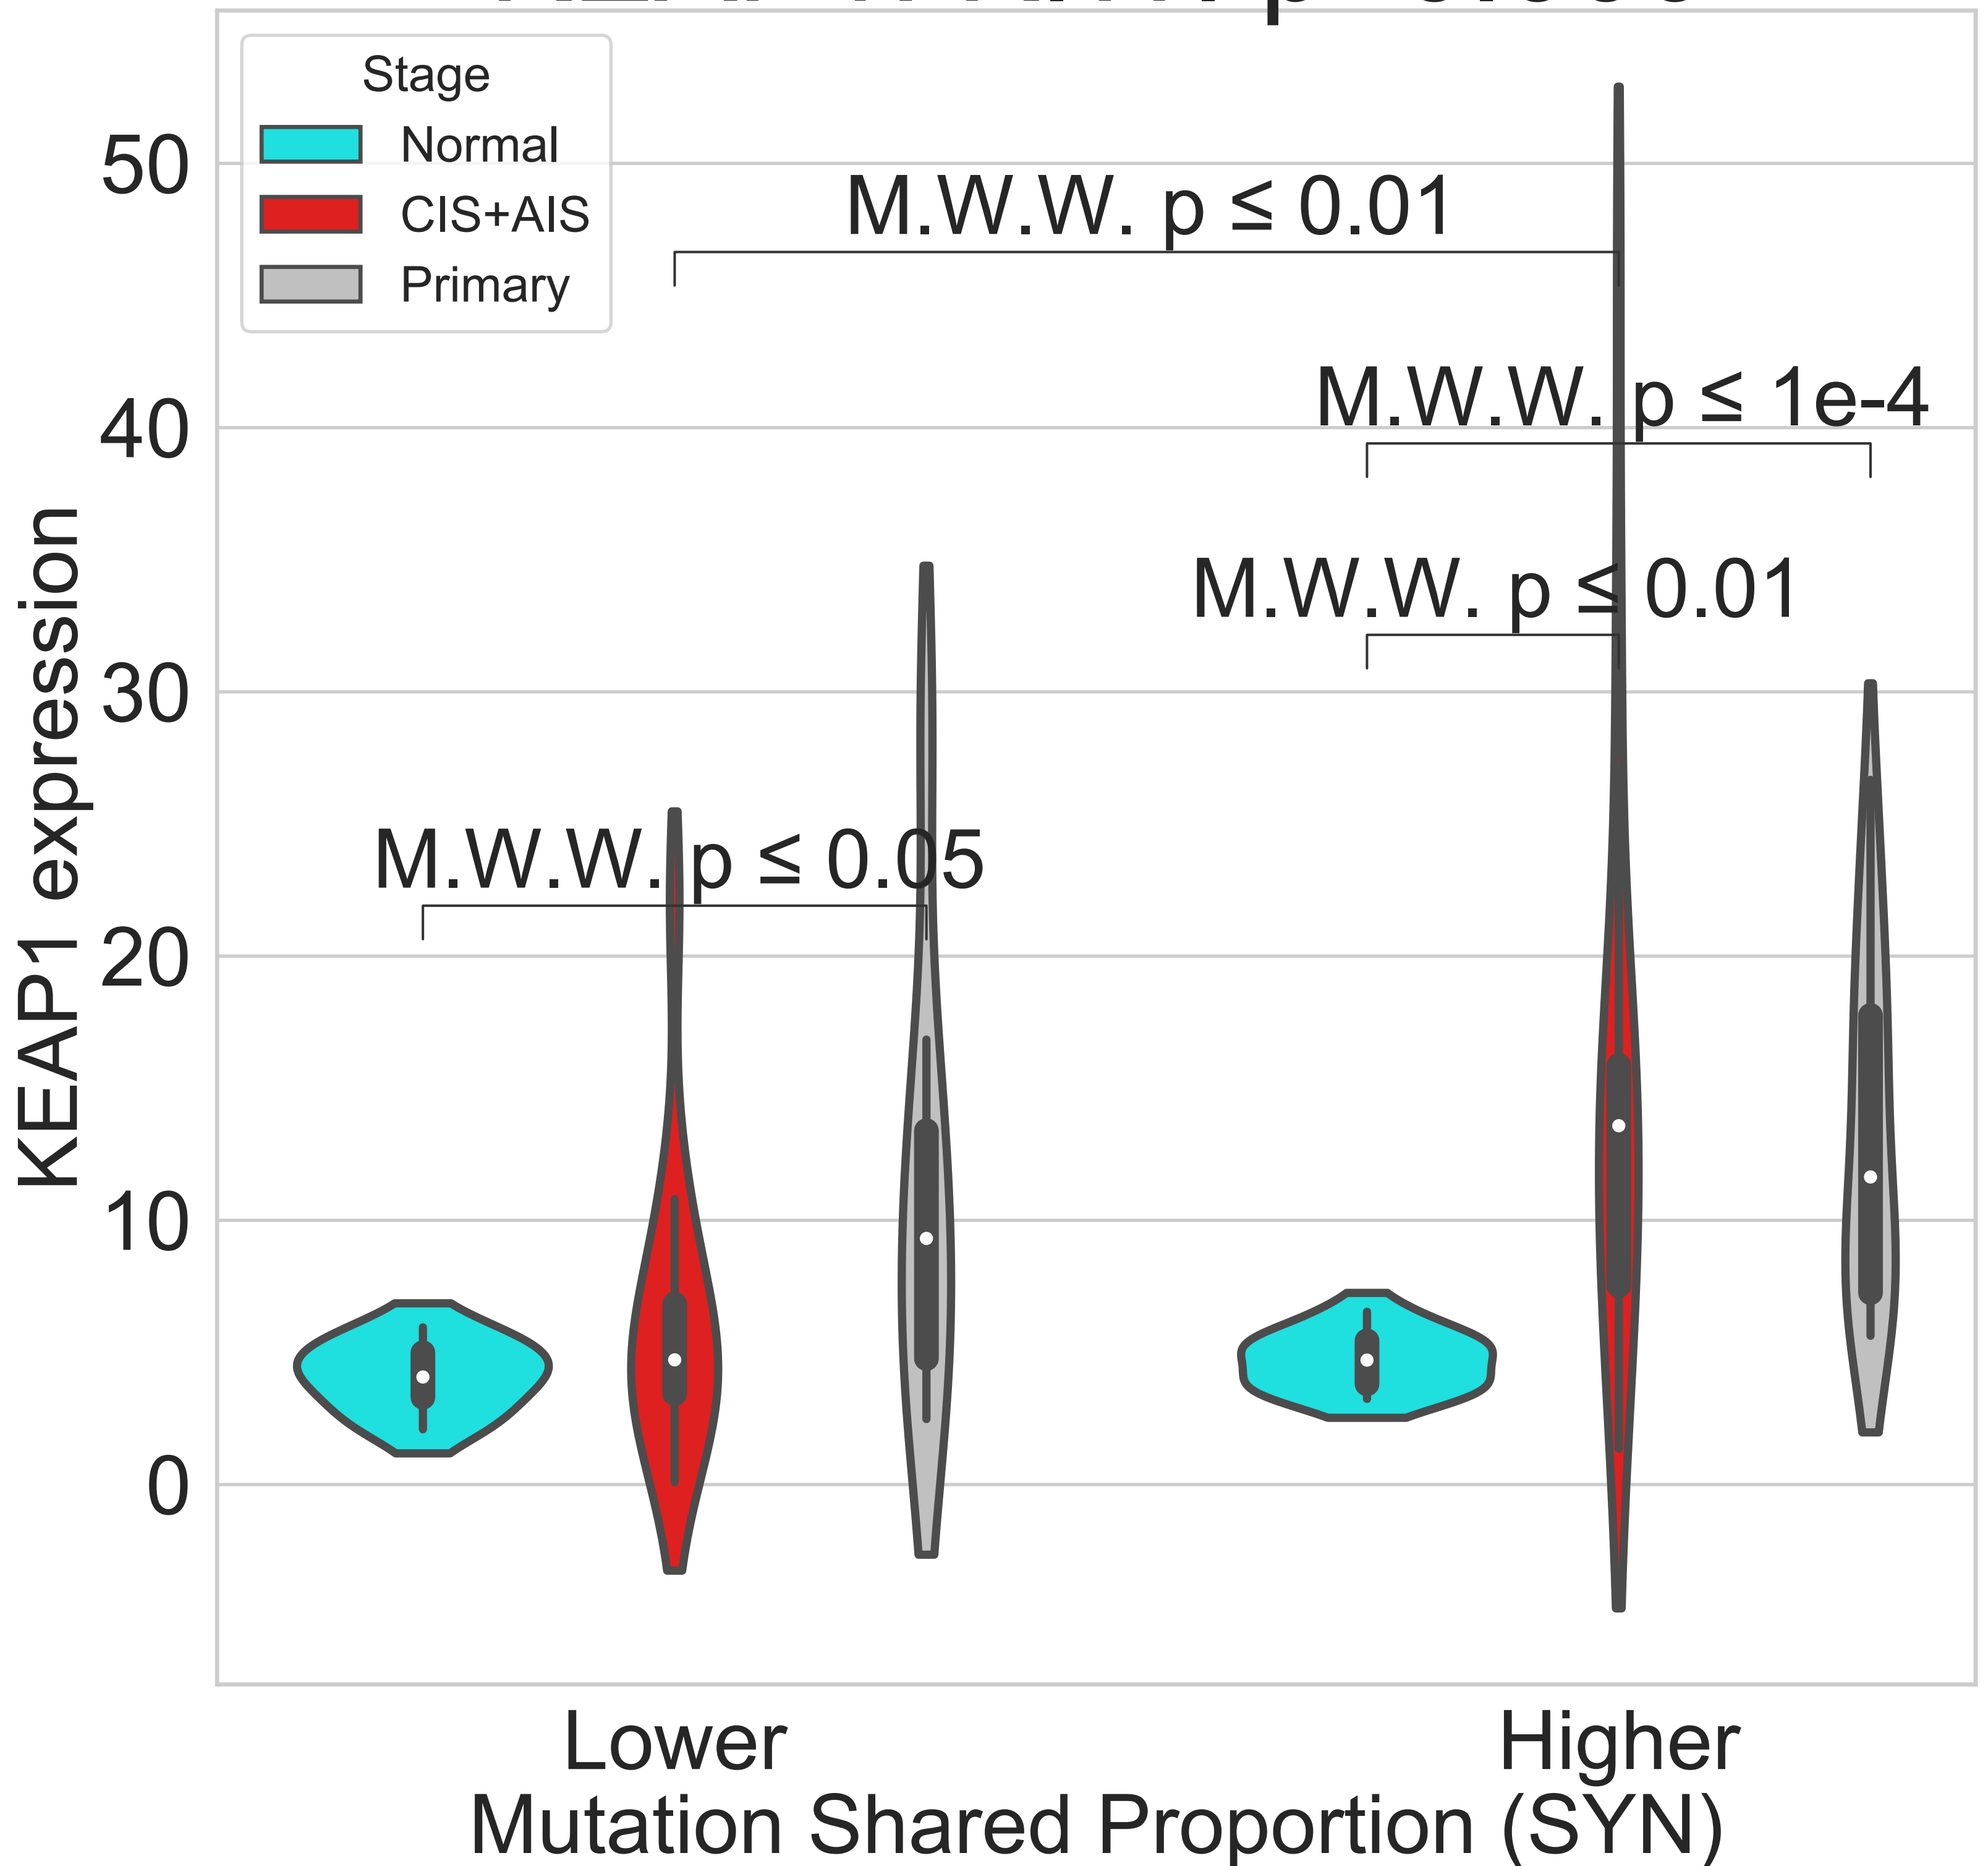 Stage
Normal
CIS+AIS
Primary
M.W.W. p ≤ 0.01
M.W.W. p ≤ 1e-4
M.W.W. p ≤ 0.01
M.W.W. p ≤ 0.05
50
40
30
20
10
0
KEAP1 expression
Lower
Higher
Mutation Shared Proportion (SYN)